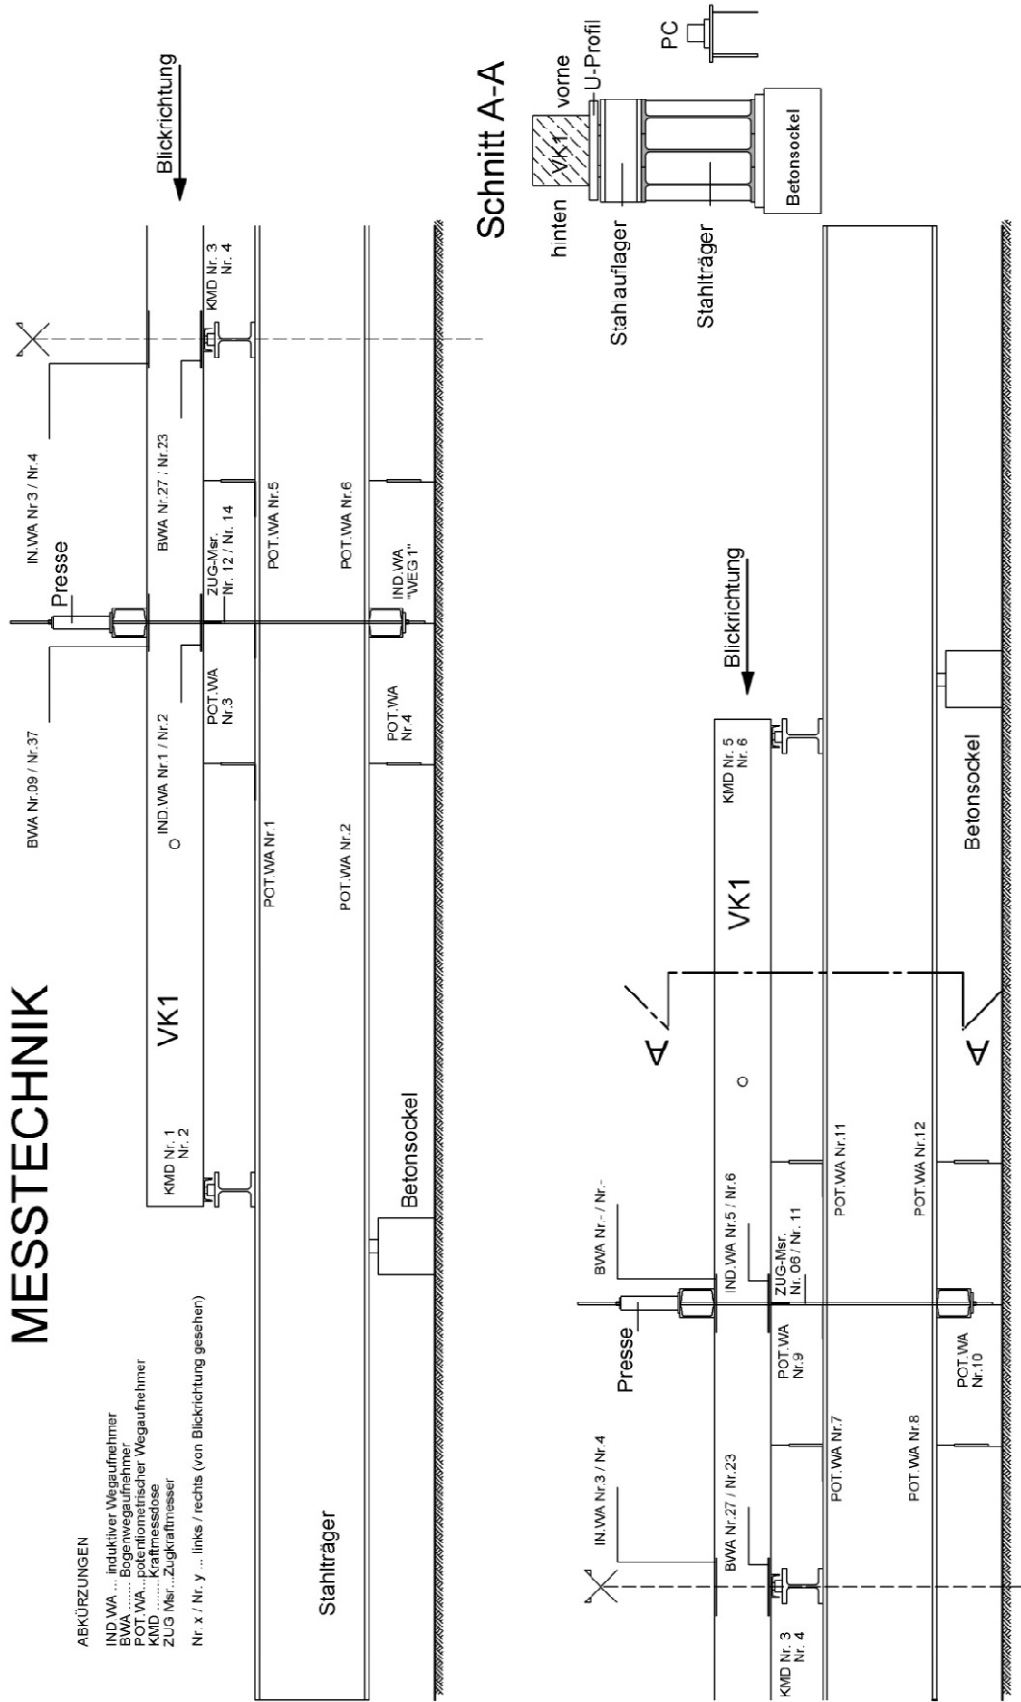 MESSTECHNIK
ABKÜRZUNGEN
IND.WA ... induktiver Wegaufnehmer
BWA ........ Bogenwegaufnehmer
POT.WA...potentiometrischer Wegaufnehmer
KMD ....... Kraftmessdose
ZUG Msr...Zugkraftmesser
Nr. x / Nr. y ... links / rechts (von Blickrichtung gesehen)
BWA Nr.09 / Nr.37
IN.WA Nr.3 / Nr.4
Presse
Blickrichtung
KMD Nr. 1
Nr. 2
VK1
IND.WA Nr.1 / Nr.2
BWA Nr.27 / Nr.23
KMD Nr. 3
Nr. 4
POT.WA
Nr.3
ZUG-Msr.
Nr. 12 / Nr. 14
POT.WA Nr.1
POT.WA Nr.5
POT.WA Nr.2
POT.WA Nr.6
Stahlträger
Betonsockel
POT.WA
Nr.4
IND.WA
"WEG 1"
Schnitt A-A
hinten
VK1
vorne
U-Profil
Stahlauflager
Stahlträger
Betonsockel
PC
IN.WA Nr.3 / Nr.4
Presse
BWA Nr.- / Nr.-
A
Blickrichtung
BWA Nr.27 / Nr.23
IND.WA Nr.5 / Nr.6
VK1
KMD Nr. 5
Nr. 6
KMD Nr. 3
Nr. 4
POT.WA
Nr.9
ZUG-Msr.
Nr. 06 / Nr. 11
POT.WA Nr.7
POT.WA Nr.11
POT.WA Nr.8
POT.WA Nr.12
POT.WA
Nr.10
A
Betonsockel